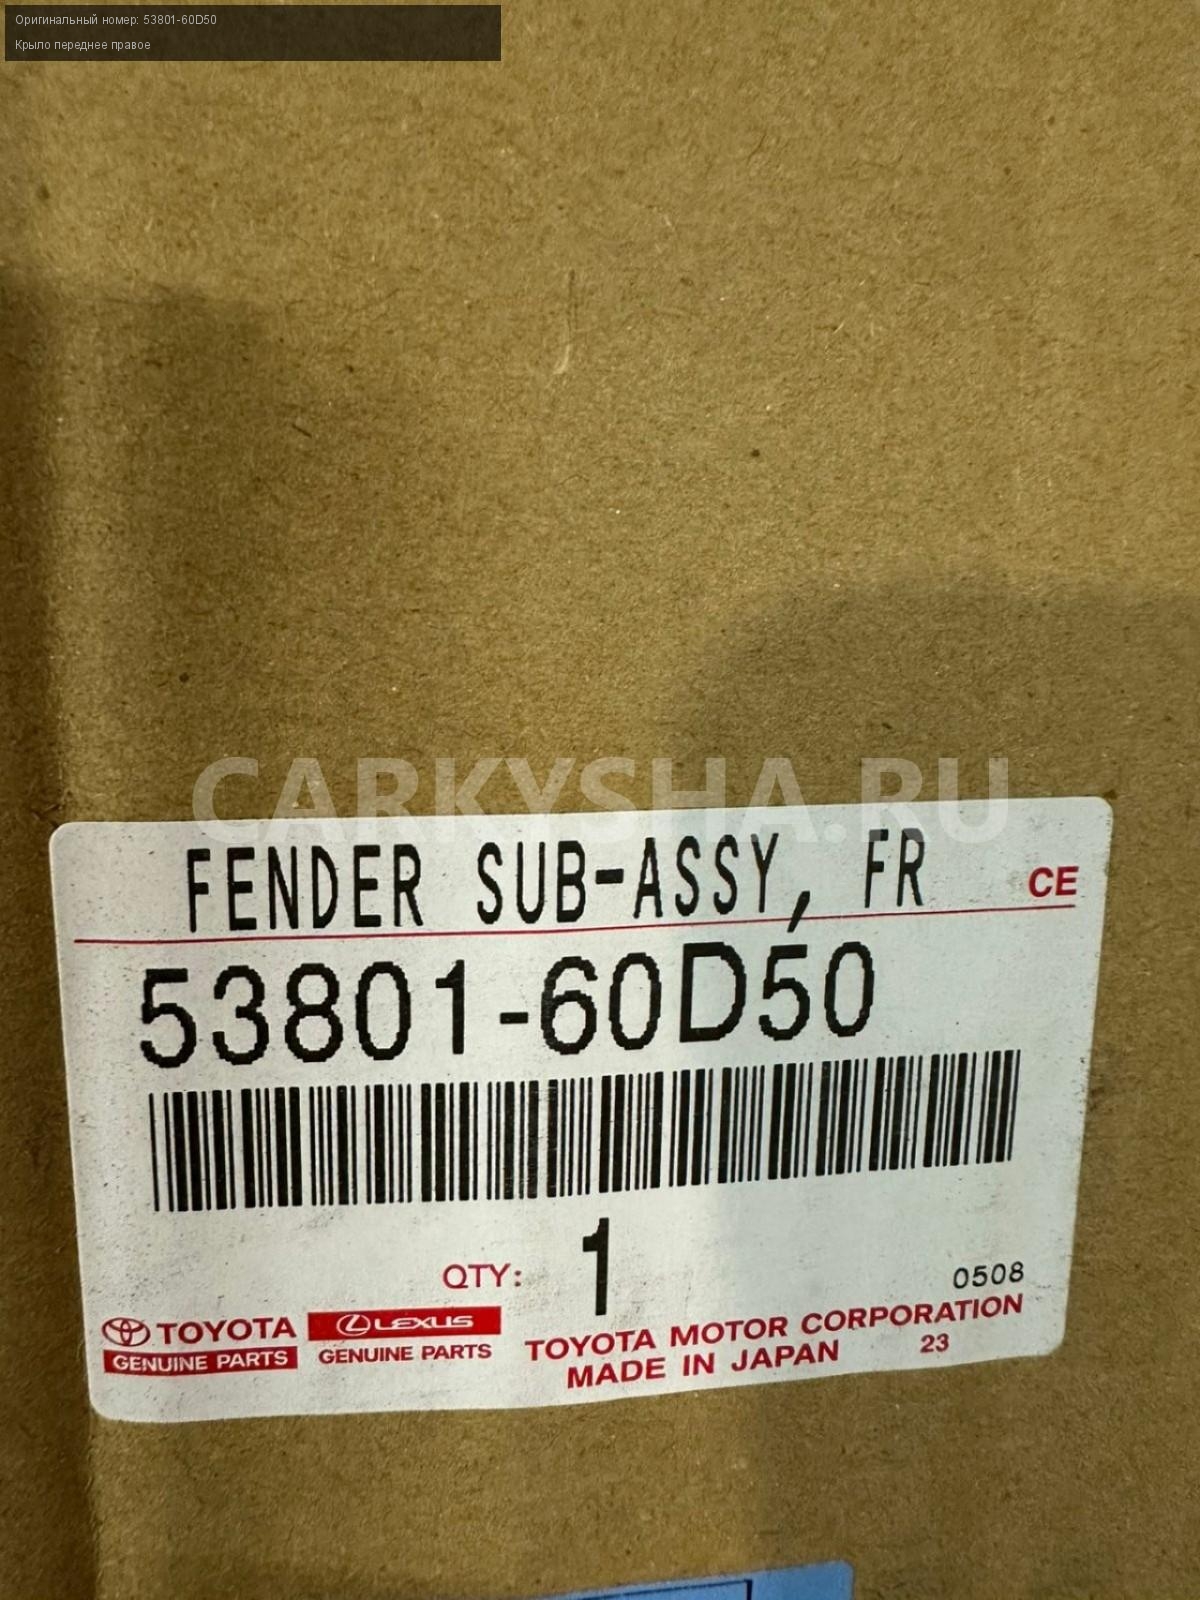 Оригинальный номер: 53801-60D50
Крыло переднее правое
CARKYSHA.RU
FENDER SUB-ASSY, FR
CE
53801-60D50
QTY: 1
0508
TOYOTA
GENUINE PARTS
LEXUS
GENUINE PARTS
TOYOTA MOTOR CORPORATION
MADE IN JAPAN 23